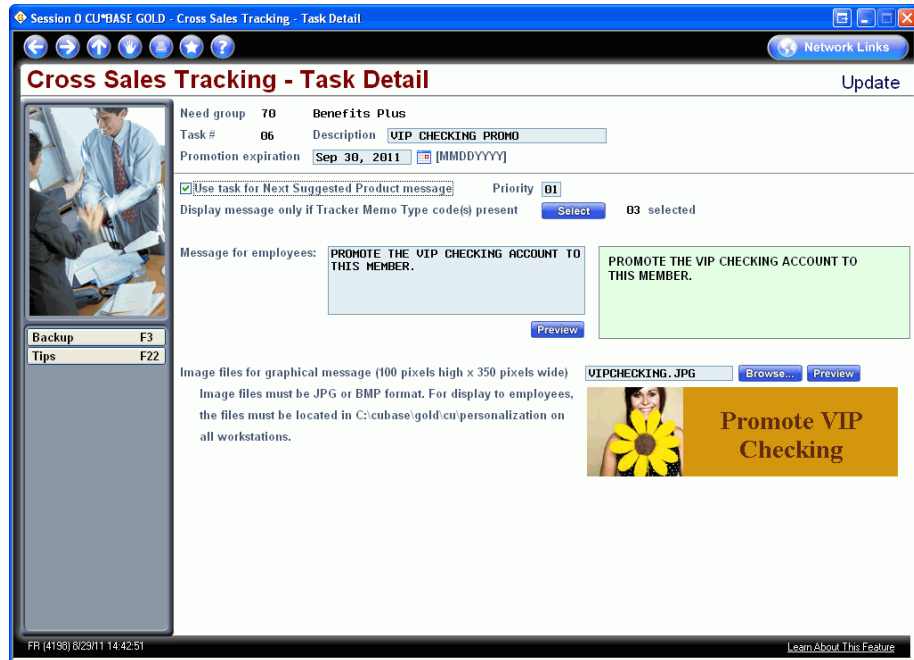 Session 0 CU*BASE GOLD - Cross Sales Tracking - Task Detail
Network Links
Cross Sales Tracking - Task Detail
Update
Need group 70 Benefits Plus
Task # 06 Description VIP CHECKING PROMO
Promotion expiration Sep 30, 2011 [MMDDYYYY]
Use task for Next Suggested Product message Priority 01
Display message only if Tracker Memo Type code(s) present Select 03 selected
Message for employees: PROMOTE THE VIP CHECKING ACCOUNT TO
THIS MEMBER.
PROMOTE THE VIP CHECKING ACCOUNT TO
THIS MEMBER.
Preview
Backup F3
Tips F22
Image files for graphical message (100 pixels high x 350 pixels wide) VIPCHECKING.JPG Browse... Preview
Image files must be JPG or BMP format. For display to employees,
the files must be located in C:\cubase\gold\cu\personalization on
all workstations.
Promote VIP
Checking
FR (4198) 8/29/11 14:42:51
Learn About This Feature